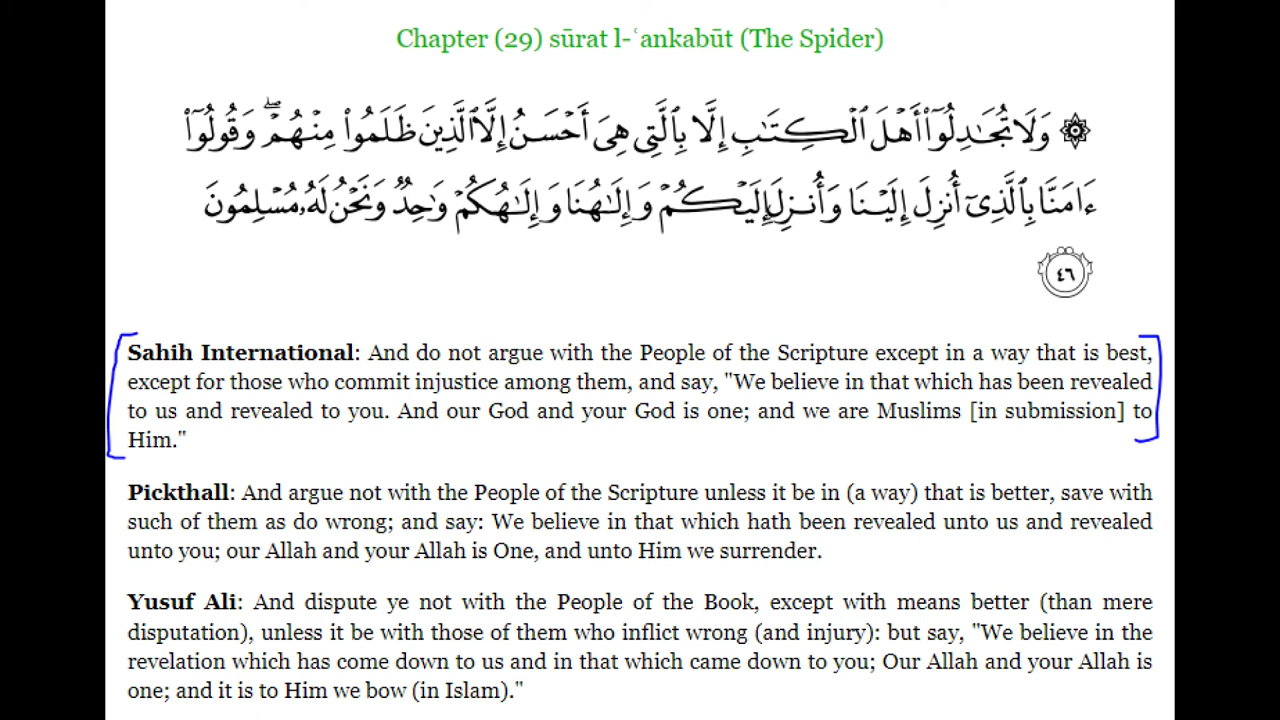 Chapter (29) sūrat l-ʿankabūt (The Spider)
۞ وَلَا تُجَـٰدِلُوٓا۟ أَهْلَ ٱلْكِتَـٰبِ إِلَّا بِٱلَّتِى هِىَ أَحْسَنُ إِلَّا ٱلَّذِينَ ظَلَمُوا۟ مِنْهُمْ ۖ وَقُولُوٓا۟
ءَامَنَّا بِٱلَّذِىٓ أُنزِلَ إِلَيْنَا وَأُنزِلَ إِلَيْكُمْ وَإِلَـٰهُنَا وَإِلَـٰهُكُمْ وَٰحِدٌ وَنَحْنُ لَهُۥ مُسْلِمُونَ
٤٦
Sahih International: And do not argue with the People of the Scripture except in a way that is best,
except for those who commit injustice among them, and say, "We believe in that which has been revealed
to us and revealed to you. And our God and your God is one; and we are Muslims [in submission] to
Him."
Pickthall: And argue not with the People of the Scripture unless it be in (a way) that is better, save with
such of them as do wrong; and say: We believe in that which hath been revealed unto us and revealed
unto you; our Allah and your Allah is One, and unto Him we surrender.
Yusuf Ali: And dispute ye not with the People of the Book, except with means better (than mere
disputation), unless it be with those of them who inflict wrong (and injury): but say, "We believe in the
revelation which has come down to us and in that which came down to you; Our Allah and your Allah is
one; and it is to Him we bow (in Islam)."